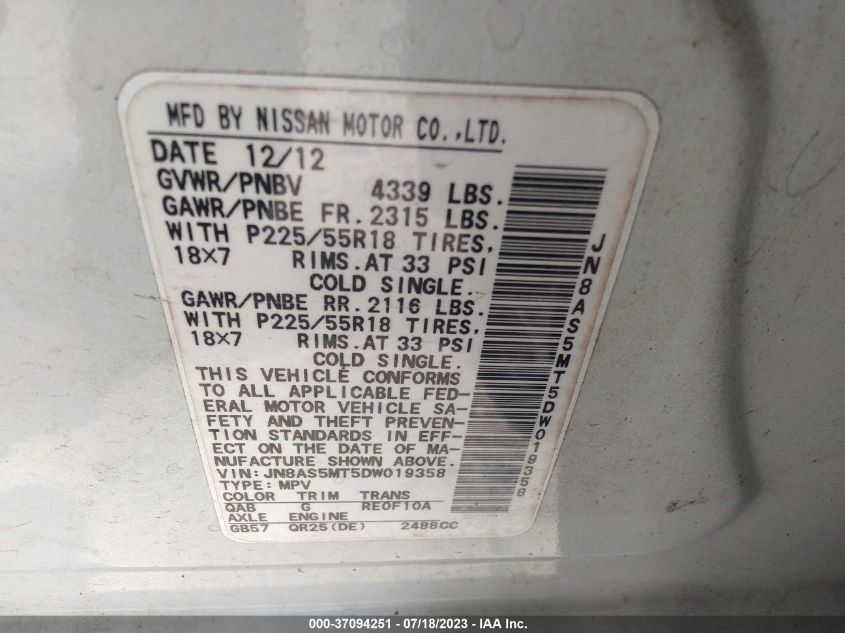 MFD BY NISSAN MOTOR CO.,LTD.
DATE 12/12
GVWR/PNBV 4339 LBS.
GAWR/PNBE FR.2315 LBS.
WITH P225/55R18 TIRES,
18×7 RIMS.AT 33 PSI
COLD SINGLE.
GAWR/PNBE RR.2116 LBS.
WITH P225/55R18 TIRES,
18×7 RIMS.AT 33 PSI
COLD SINGLE.
THIS VEHICLE CONFORMS
TO ALL APPLICABLE FED-
ERAL MOTOR VEHICLE SA-
FETY AND THEFT PREVEN-
TION STANDARDS IN EFF-
ECT ON THE DATE OF MA-
NUFACTURE SHOWN ABOVE.
VIN:JN8AS5MT5DW019358
TYPE:MPV
COLOR TRIM TRANS
QAB G RE0F10A
AXLE ENGINE
GB57 QR25(DE) 2488CC
JN8AS5MT5DW019358
000-37094251 / 07/18/2023 - IAA Inc.